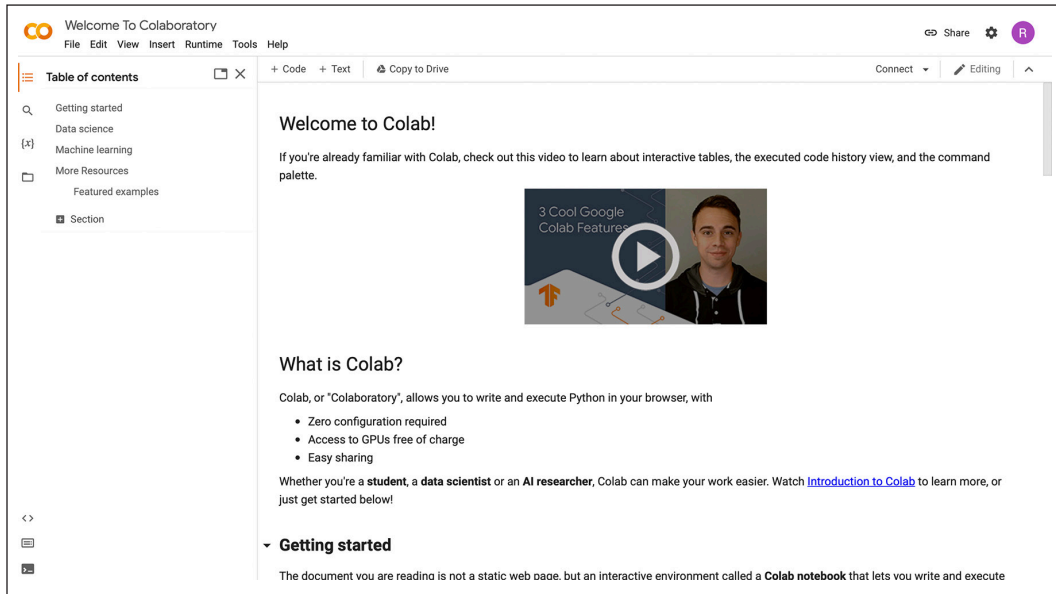 Welcome To Colaboratory
File Edit View Insert Runtime Tools Help
Share
R
Table of contents
+ Code + Text Copy to Drive
Connect Editing
Getting started
Data science
{x}
Machine learning
More Resources
Featured examples
Section
Welcome to Colab!
If you're already familiar with Colab, check out this video to learn about interactive tables, the executed code history view, and the command
palette.
3 Cool Google
Colab Features
What is Colab?
Colab, or "Colaboratory", allows you to write and execute Python in your browser, with
• Zero configuration required
• Access to GPUs free of charge
• Easy sharing
Whether you're a student, a data scientist or an AI researcher, Colab can make your work easier. Watch Introduction to Colab to learn more, or
just get started below!
Getting started
The document you are reading is not a static web page, but an interactive environment called a Colab notebook that lets you write and execute